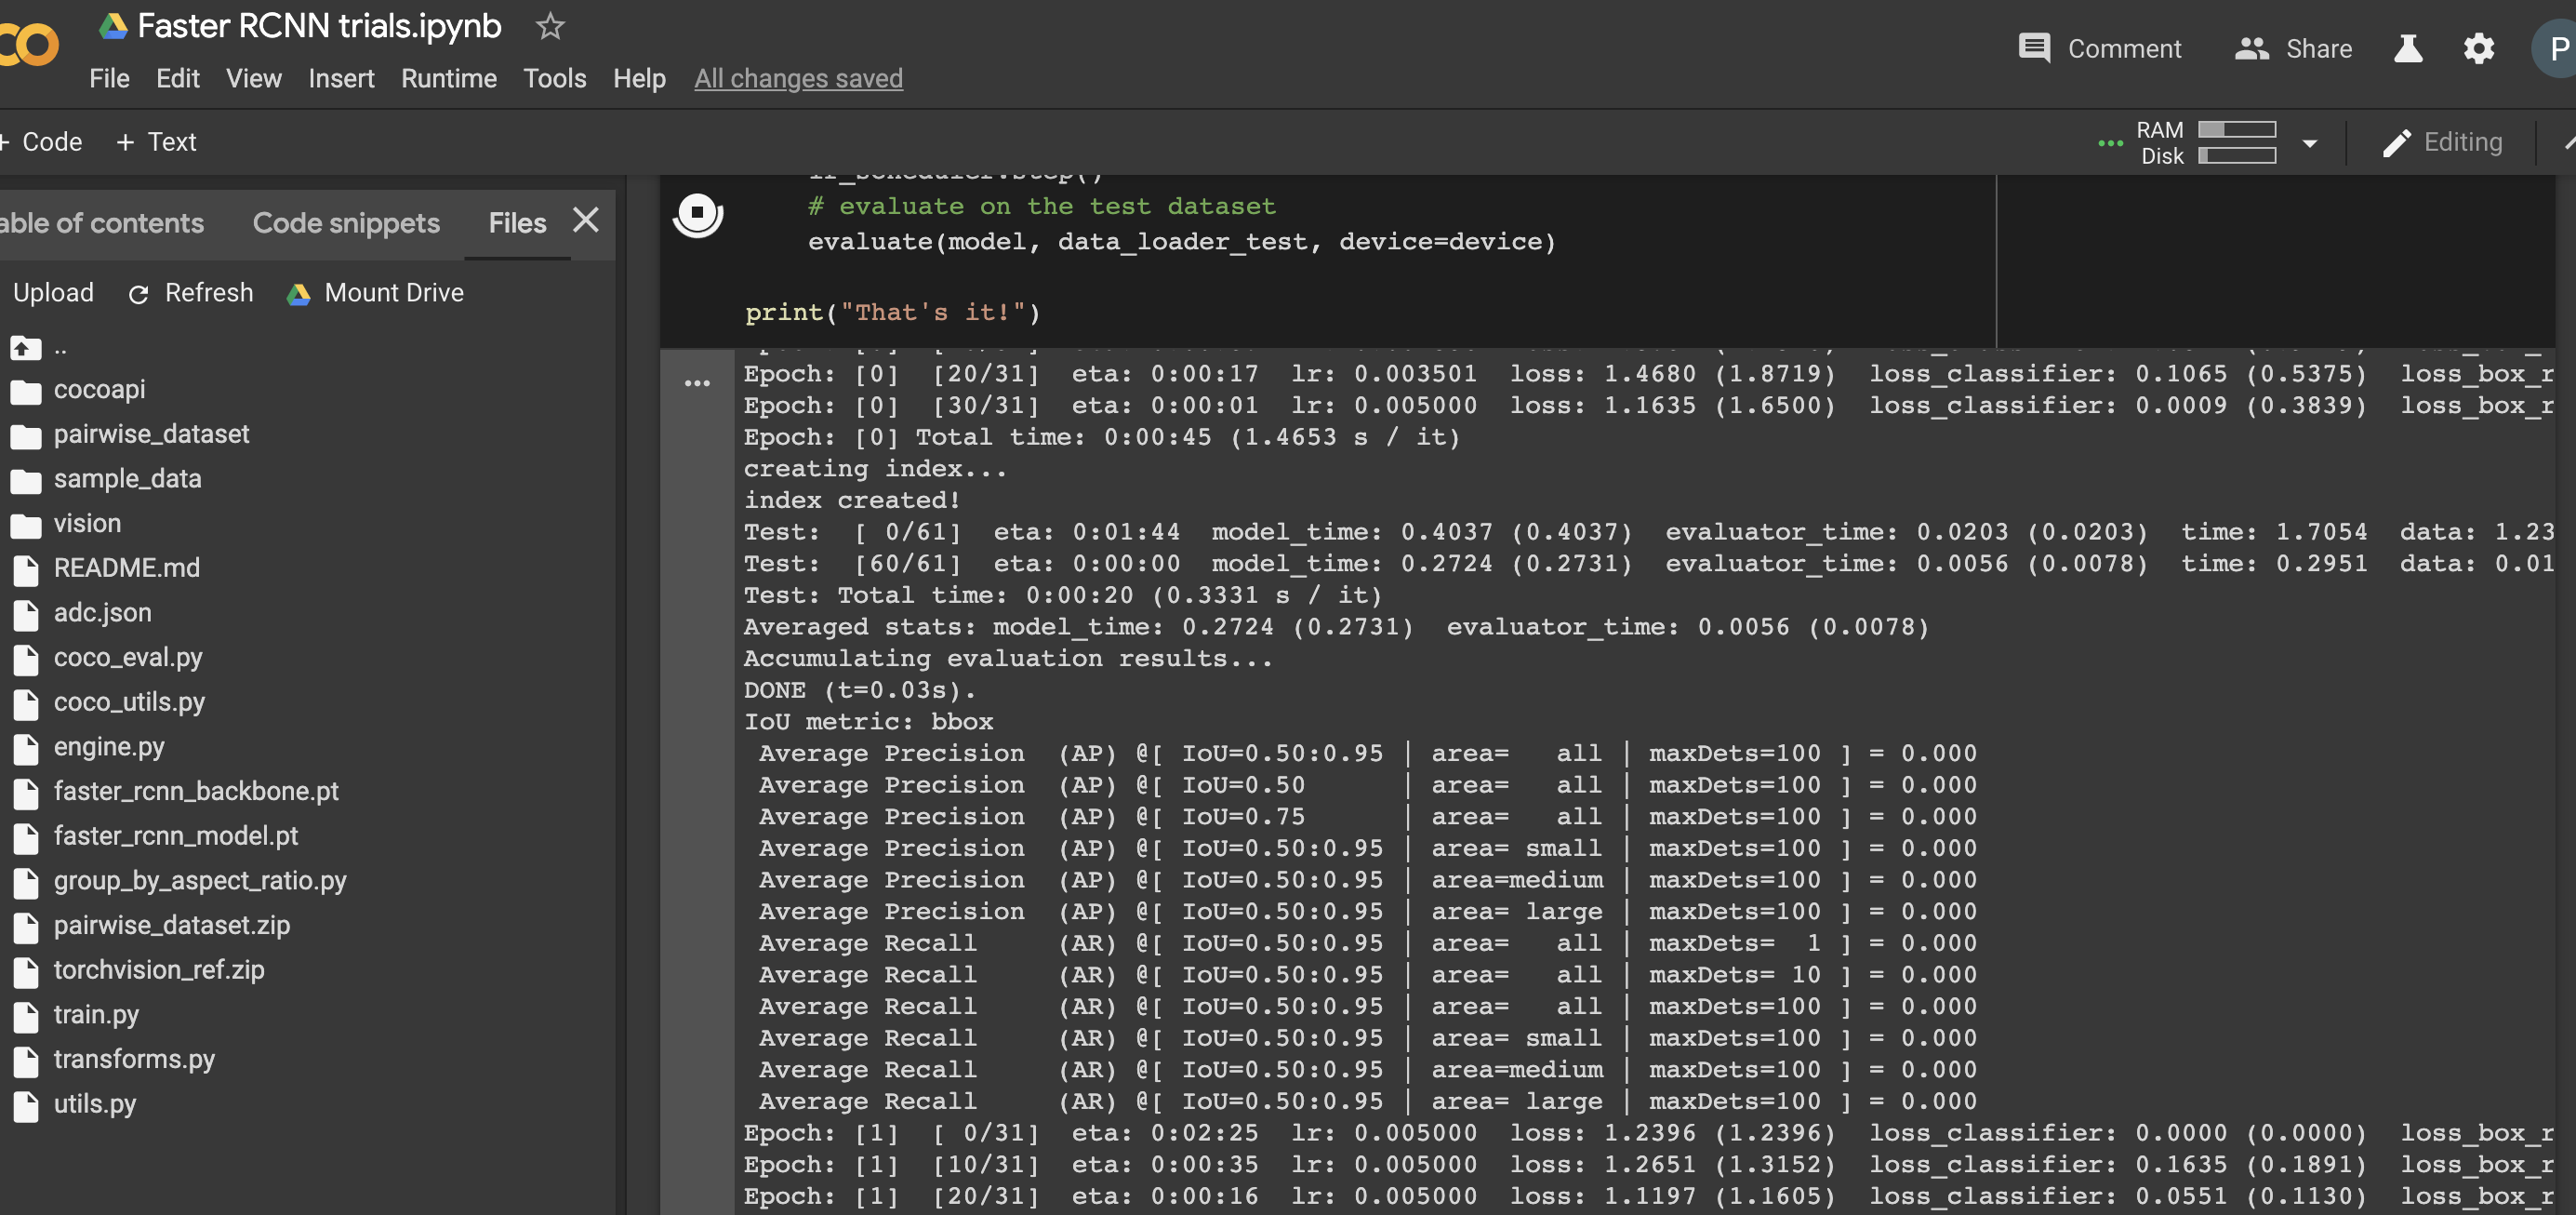 Faster RCNN trials.ipynb
File Edit View Insert Runtime Tools Help All changes saved
Comment Share P
+ Code + Text
RAM
Disk
Editing
able of contents Code snippets Files
Upload Refresh Mount Drive
..
cocoapi
pairwise_dataset
sample_data
vision
README.md
adc.json
coco_eval.py
coco_utils.py
engine.py
faster_rcnn_backbone.pt
faster_rcnn_model.pt
group_by_aspect_ratio.py
pairwise_dataset.zip
torchvision_ref.zip
train.py
transforms.py
utils.py
lr_scheduler.step()
# evaluate on the test dataset
evaluate(model, data_loader_test, device=device)
print("That's it!")
Epoch: [0] [20/31] eta: 0:00:17 lr: 0.003501 loss: 1.4680 (1.8719) loss_classifier: 0.1065 (0.5375) loss_box_r
Epoch: [0] [30/31] eta: 0:00:01 lr: 0.005000 loss: 1.1635 (1.6500) loss_classifier: 0.0009 (0.3839) loss_box_r
Epoch: [0] Total time: 0:00:45 (1.4653 s / it)
creating index...
index created!
Test: [ 0/61] eta: 0:01:44 model_time: 0.4037 (0.4037) evaluator_time: 0.0203 (0.0203) time: 1.7054 data: 1.23
Test: [60/61] eta: 0:00:00 model_time: 0.2724 (0.2731) evaluator_time: 0.0056 (0.0078) time: 0.2951 data: 0.01
Test: Total time: 0:00:20 (0.3331 s / it)
Averaged stats: model_time: 0.2724 (0.2731) evaluator_time: 0.0056 (0.0078)
Accumulating evaluation results...
DONE (t=0.03s).
IoU metric: bbox
Average Precision (AP) @[ IoU=0.50:0.95 | area= all | maxDets=100 ] = 0.000
Average Precision (AP) @[ IoU=0.50 | area= all | maxDets=100 ] = 0.000
Average Precision (AP) @[ IoU=0.75 | area= all | maxDets=100 ] = 0.000
Average Precision (AP) @[ IoU=0.50:0.95 | area= small | maxDets=100 ] = 0.000
Average Precision (AP) @[ IoU=0.50:0.95 | area=medium | maxDets=100 ] = 0.000
Average Precision (AP) @[ IoU=0.50:0.95 | area= large | maxDets=100 ] = 0.000
Average Recall (AR) @[ IoU=0.50:0.95 | area= all | maxDets= 1 ] = 0.000
Average Recall (AR) @[ IoU=0.50:0.95 | area= all | maxDets= 10 ] = 0.000
Average Recall (AR) @[ IoU=0.50:0.95 | area= all | maxDets=100 ] = 0.000
Average Recall (AR) @[ IoU=0.50:0.95 | area= small | maxDets=100 ] = 0.000
Average Recall (AR) @[ IoU=0.50:0.95 | area=medium | maxDets=100 ] = 0.000
Average Recall (AR) @[ IoU=0.50:0.95 | area= large | maxDets=100 ] = 0.000
Epoch: [1] [ 0/31] eta: 0:02:25 lr: 0.005000 loss: 1.2396 (1.2396) loss_classifier: 0.0000 (0.0000) loss_box_r
Epoch: [1] [10/31] eta: 0:00:35 lr: 0.005000 loss: 1.2651 (1.3152) loss_classifier: 0.1635 (0.1891) loss_box_r
Epoch: [1] [20/31] eta: 0:00:16 lr: 0.005000 loss: 1.1197 (1.1605) loss_classifier: 0.0551 (0.1130) loss_box_r